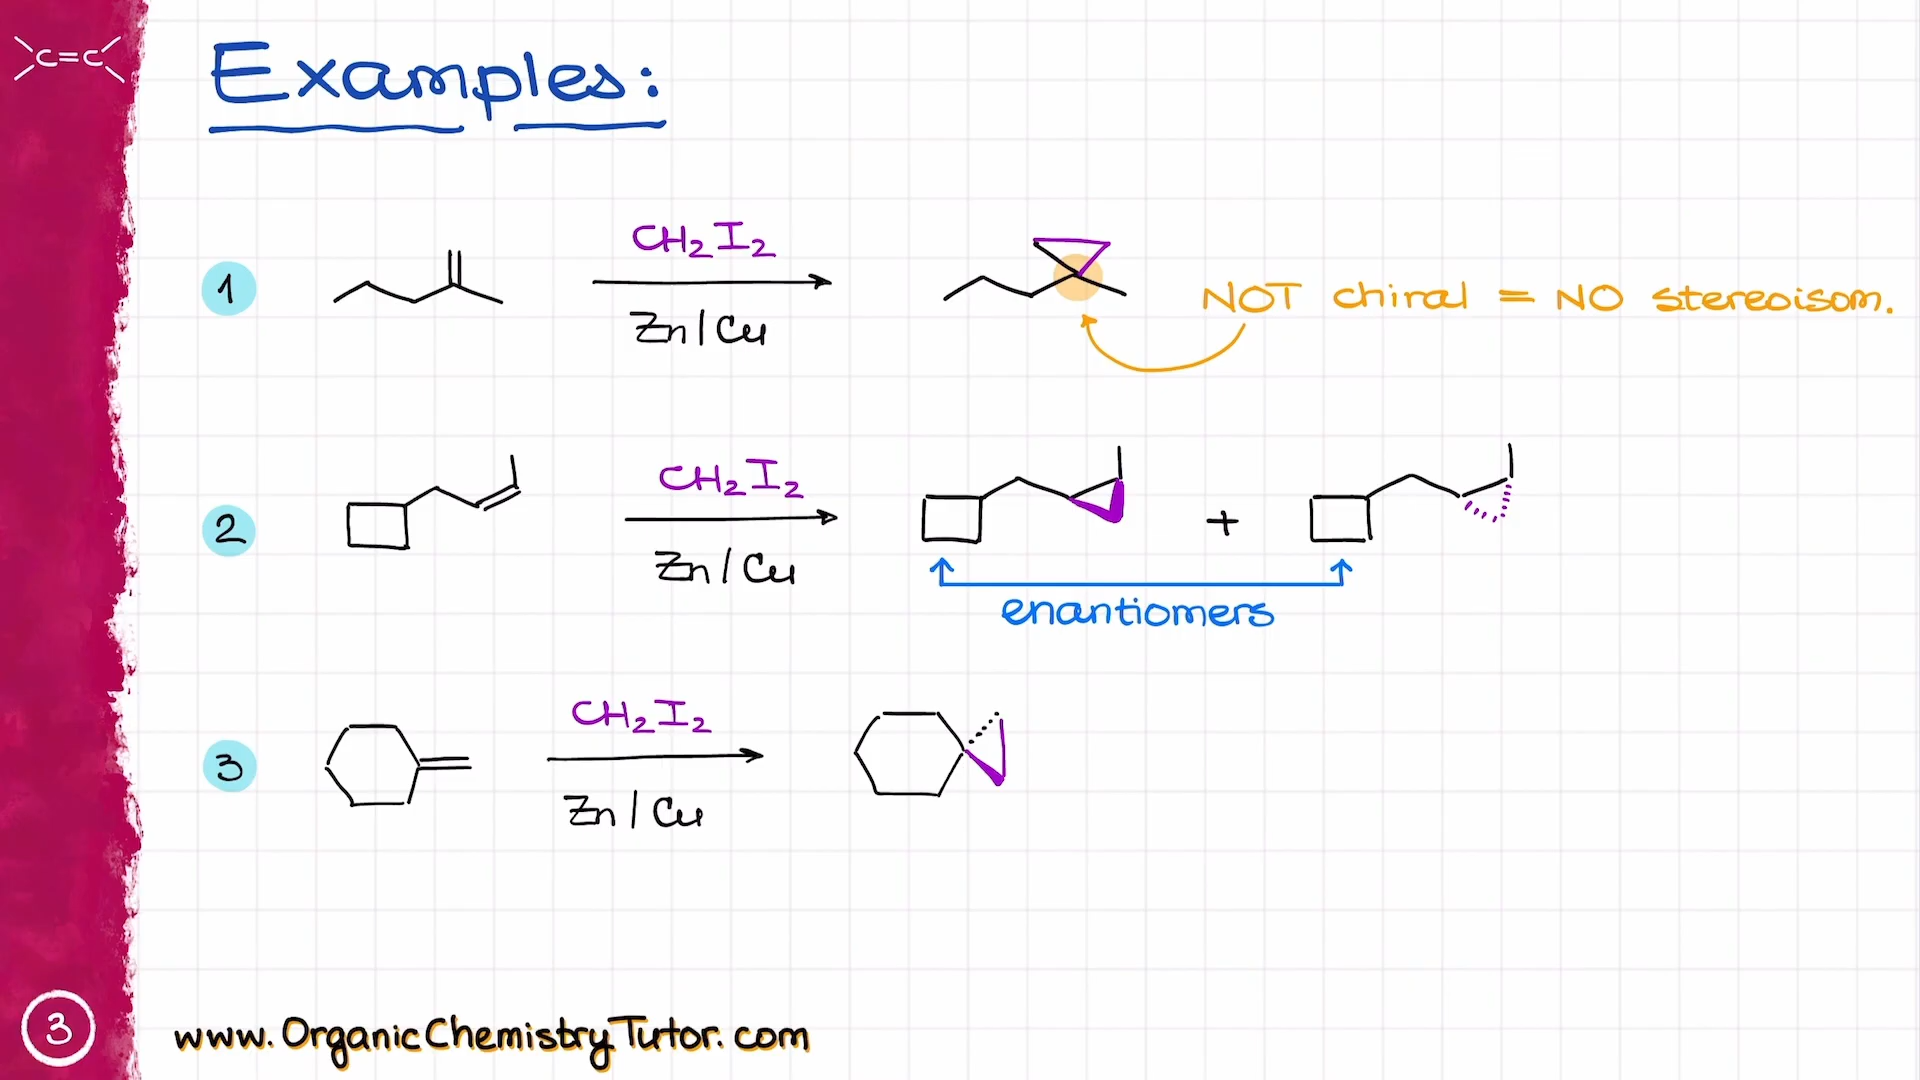 C=C
Examples:
1
CH₂I₂
Zn/Cu
NOT chiral = NO stereoisom.
2
CH₂I₂
Zn/Cu
+
enantiomers
3
CH₂I₂
Zn/Cu
3
www.OrganicChemistryTutor.com